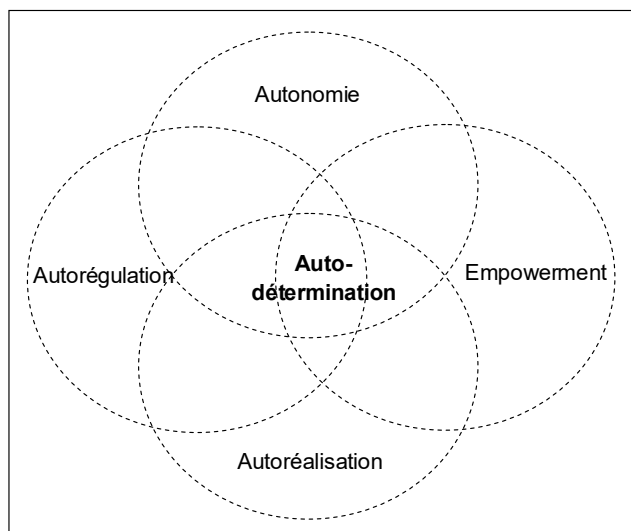 Autonomie
Autorégulation
Auto-
détermination
Empowerment
Autoréalisation